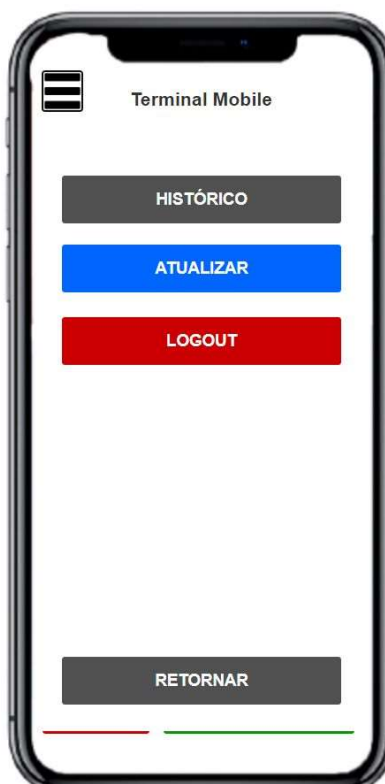 Terminal Mobile
HISTÓRICO
ATUALIZAR
LOGOUT
RETORNAR